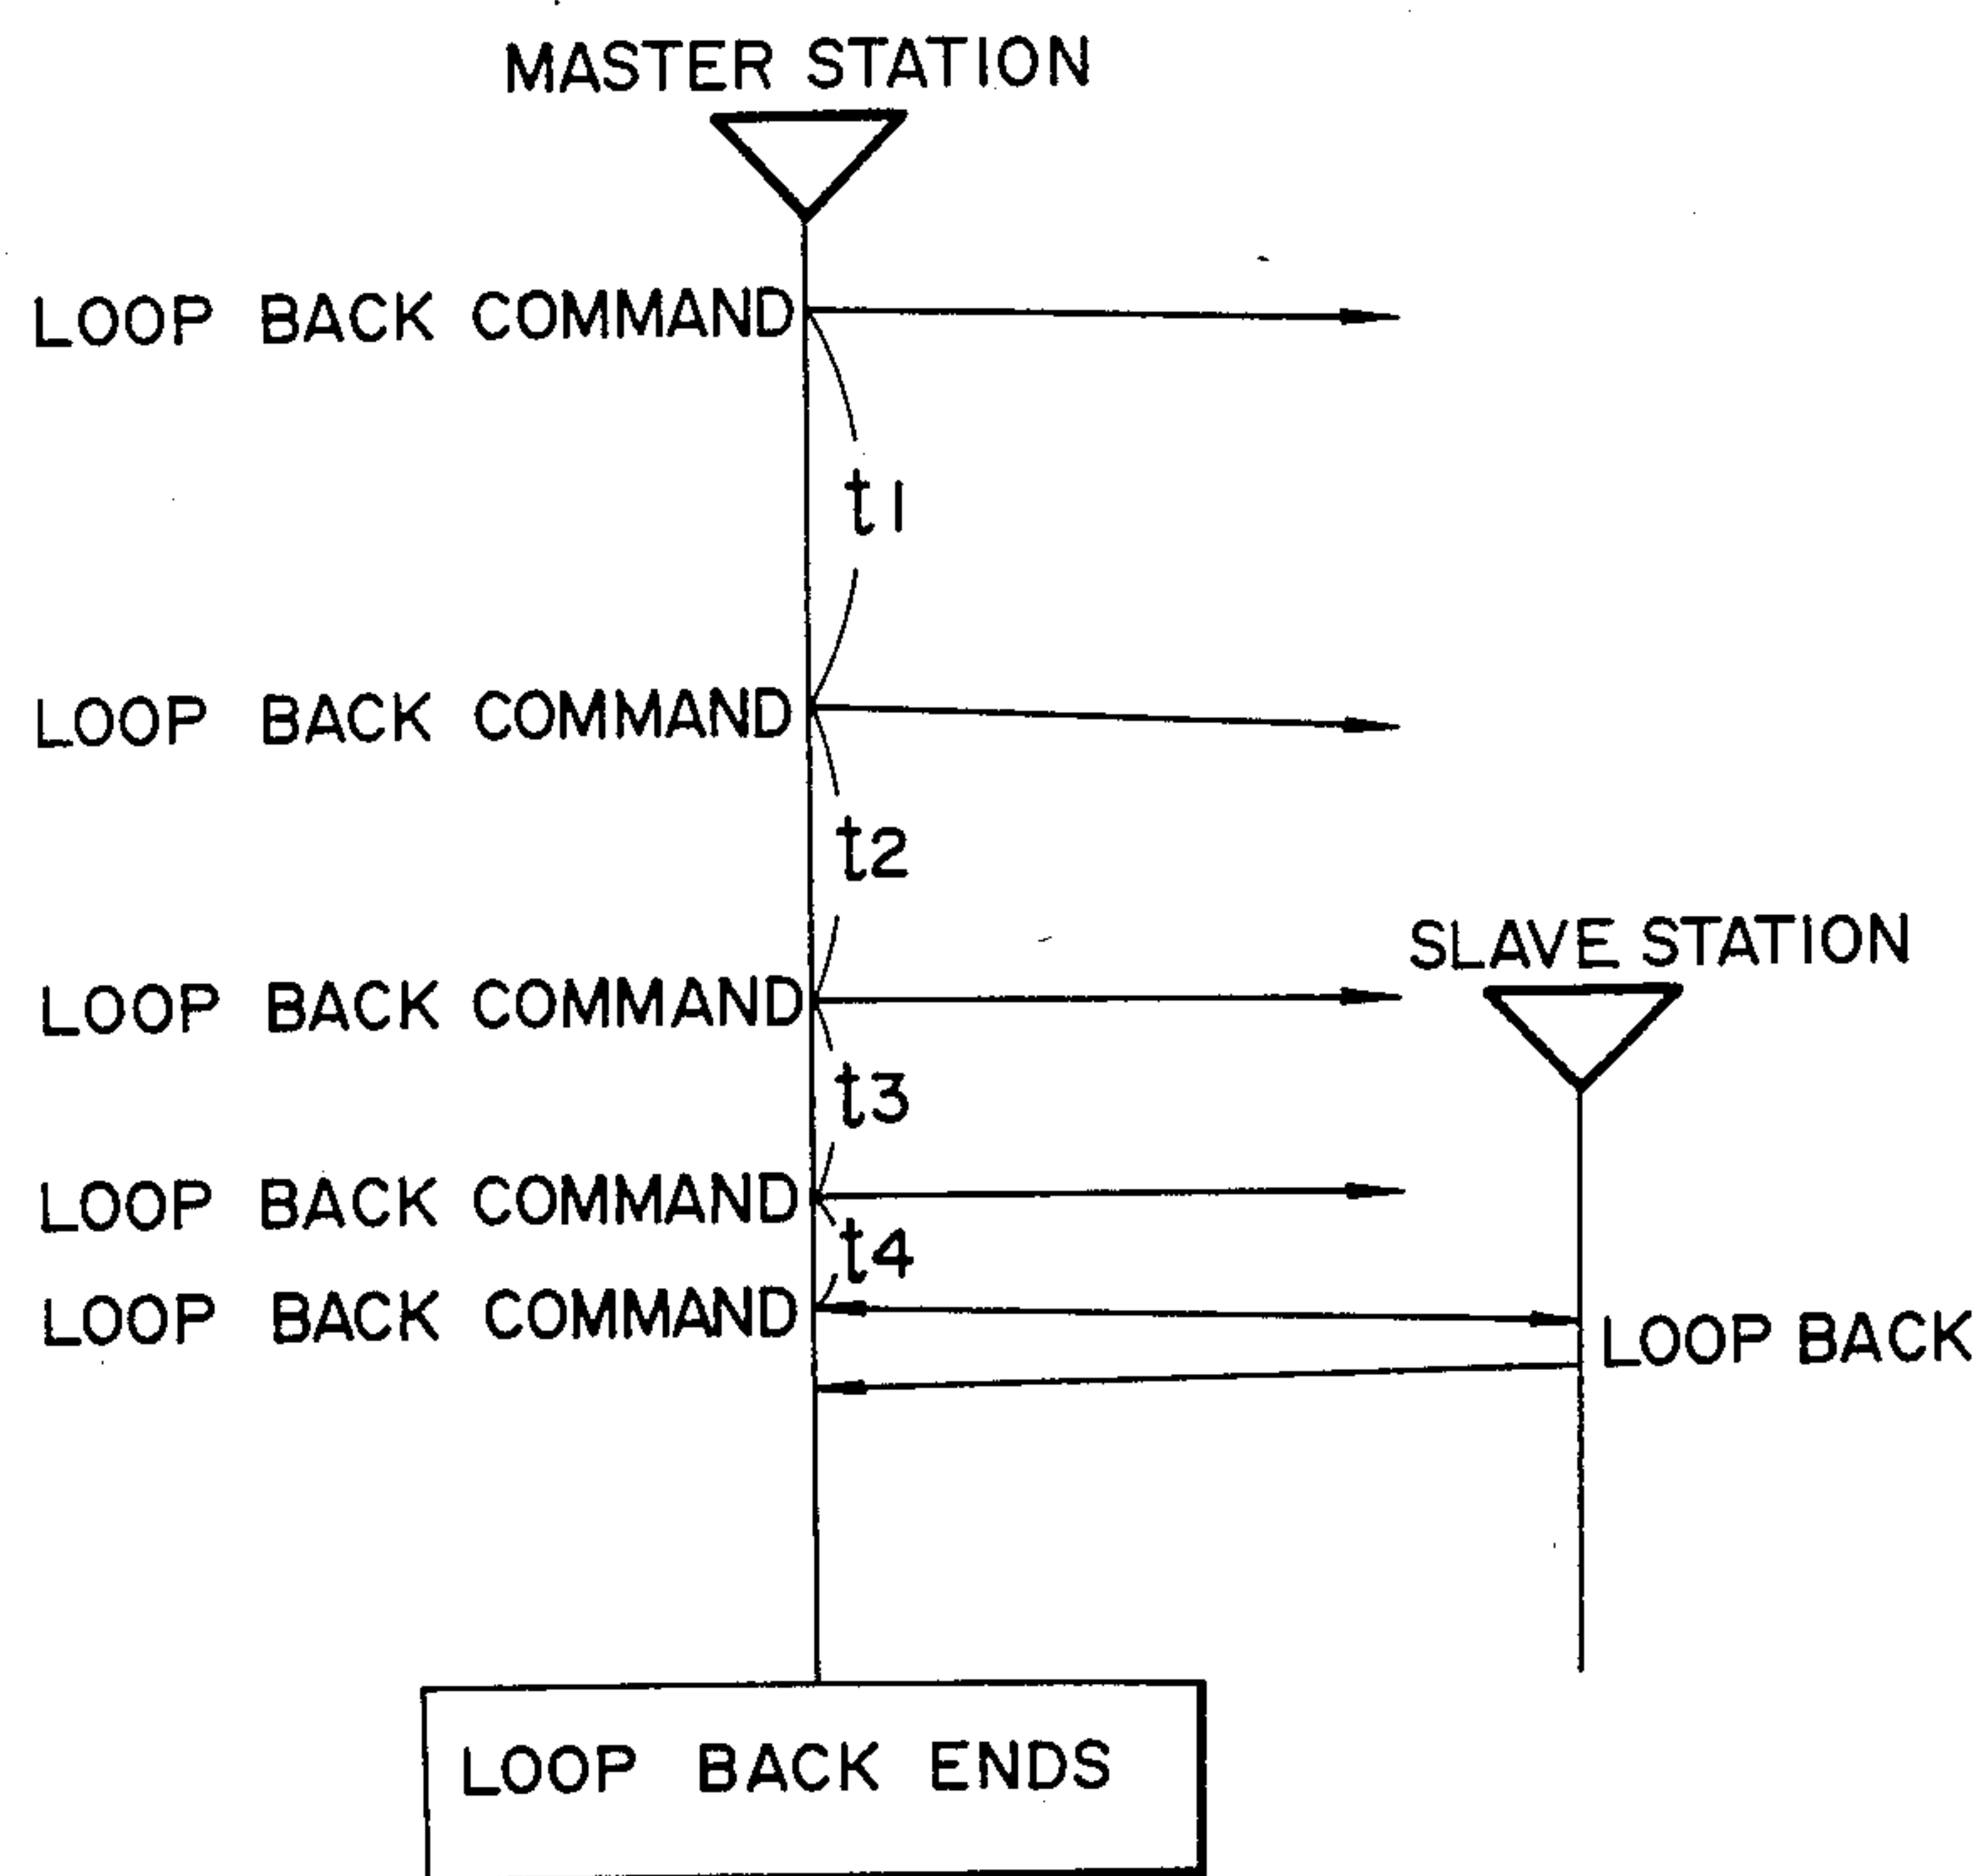 MASTER STATION
LOOP BACK COMMAND
t1
LOOP BACK COMMAND
t2
SLAVE STATION
LOOP BACK COMMAND
t3
LOOP BACK COMMAND
t4
LOOP BACK COMMAND
LOOP BACK
LOOP BACK ENDS